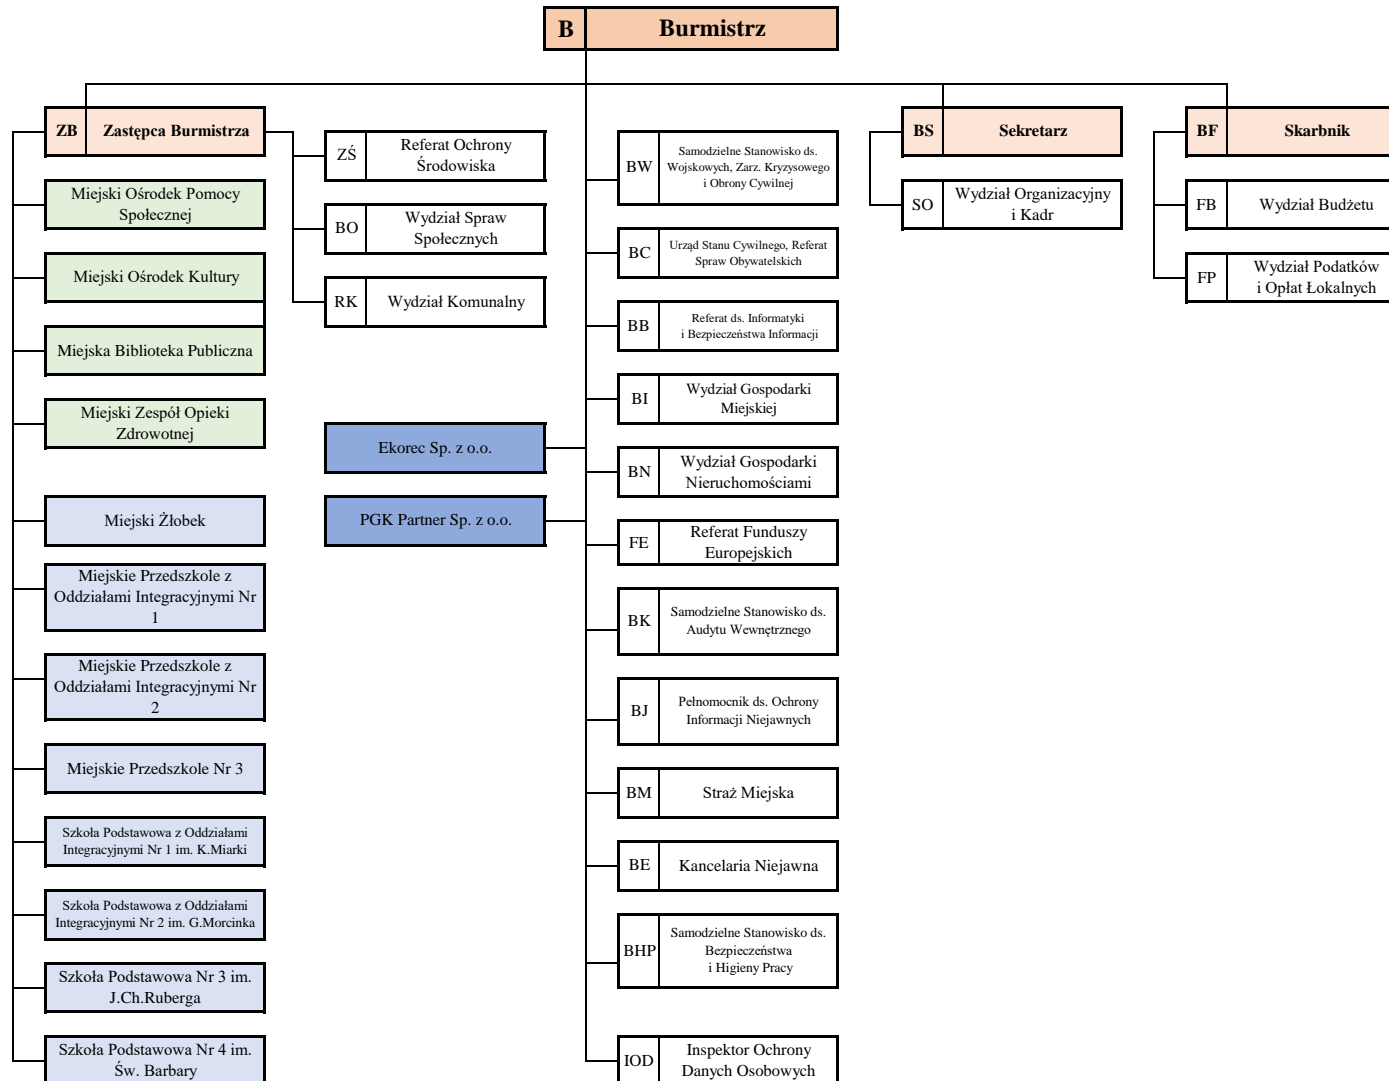 B
Burmistrz
ZB
Zastępca Burmistrza
Miejski Ośrodek Pomocy
Społecznej
Miejski Ośrodek Kultury
Miejska Biblioteka Publiczna
Miejski Zespół Opieki
Zdrowotnej
Miejski Żłobek
Miejskie Przedszkole z
Oddziałami Integracyjnymi Nr
1
Miejskie Przedszkole z
Oddziałami Integracyjnymi Nr
2
Miejskie Przedszkole Nr 3
Szkoła Podstawowa z Oddziałami
Integracyjnymi Nr 1 im. K.Miarki
Szkoła Podstawowa z Oddziałami
Integracyjnymi Nr 2 im. G.Morcinka
Szkoła Podstawowa Nr 3 im.
J.Ch.Ruberga
Szkoła Podstawowa Nr 4 im.
Św. Barbary
ZŚ
Referat Ochrony
Środowiska
BO
Wydział Spraw
Społecznych
RK
Wydział Komunalny
Ekorec Sp. z o.o.
PGK Partner Sp. z o.o.
BW
Samodzielne Stanowisko ds.
Wojskowych, Zarz. Kryzysowego
i Obrony Cywilnej
BC
Urząd Stanu Cywilnego, Referat
Spraw Obywatelskich
BB
Referat ds. Informatyki
i Bezpieczeństwa Informacji
BI
Wydział Gospodarki
Miejskiej
BN
Wydział Gospodarki
Nieruchomościami
FE
Referat Funduszy
Europejskich
BK
Samodzielne Stanowisko ds.
Audytu Wewnętrznego
BJ
Pełnomocnik ds. Ochrony
Informacji Niejawnych
BM
Straż Miejska
BE
Kancelaria Niejawna
BHP
Samodzielne Stanowisko ds.
Bezpieczeństwa
i Higieny Pracy
IOD
Inspektor Ochrony
Danych Osobowych
BS
Sekretarz
SO
Wydział Organizacyjny
i Kadr
BF
Skarbnik
FB
Wydział Budżetu
FP
Wydział Podatków
i Opłat Łokalnych